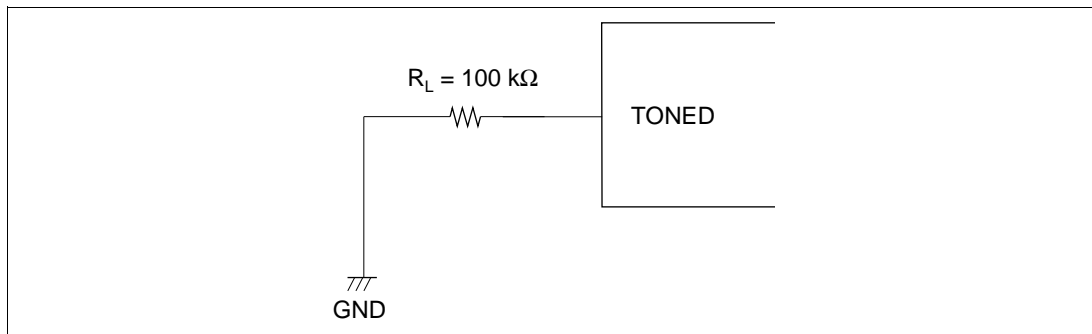 R_L = 100 kΩ
TONED
GND